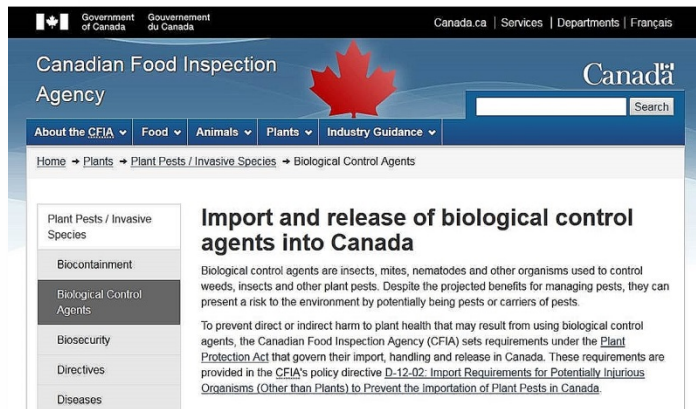 Government of Canada
Gouvernement du Canada
Canada.ca | Services | Departments | Français
Canadian Food Inspection
Agency
Canada
Search
About the CFIA
Food
Animals
Plants
Industry Guidance
Home → Plants → Plant Pests / Invasive Species → Biological Control Agents
Plant Pests / Invasive
Species
Biocontainment
Biological Control
Agents
Biosecurity
Directives
Diseases
Import and release of biological control
agents into Canada
Biological control agents are insects, mites, nematodes and other organisms used to control
weeds, insects and other plant pests. Despite the projected benefits for managing pests, they can
present a risk to the environment by potentially being pests or carriers of pests.
To prevent direct or indirect harm to plant health that may result from using biological control
agents, the Canadian Food Inspection Agency (CFIA) sets requirements under the Plant
Protection Act that govern their import, handling and release in Canada. These requirements are
provided in the CFIA's policy directive D-12-02: Import Requirements for Potentially Injurious
Organisms (Other than Plants) to Prevent the Importation of Plant Pests in Canada.